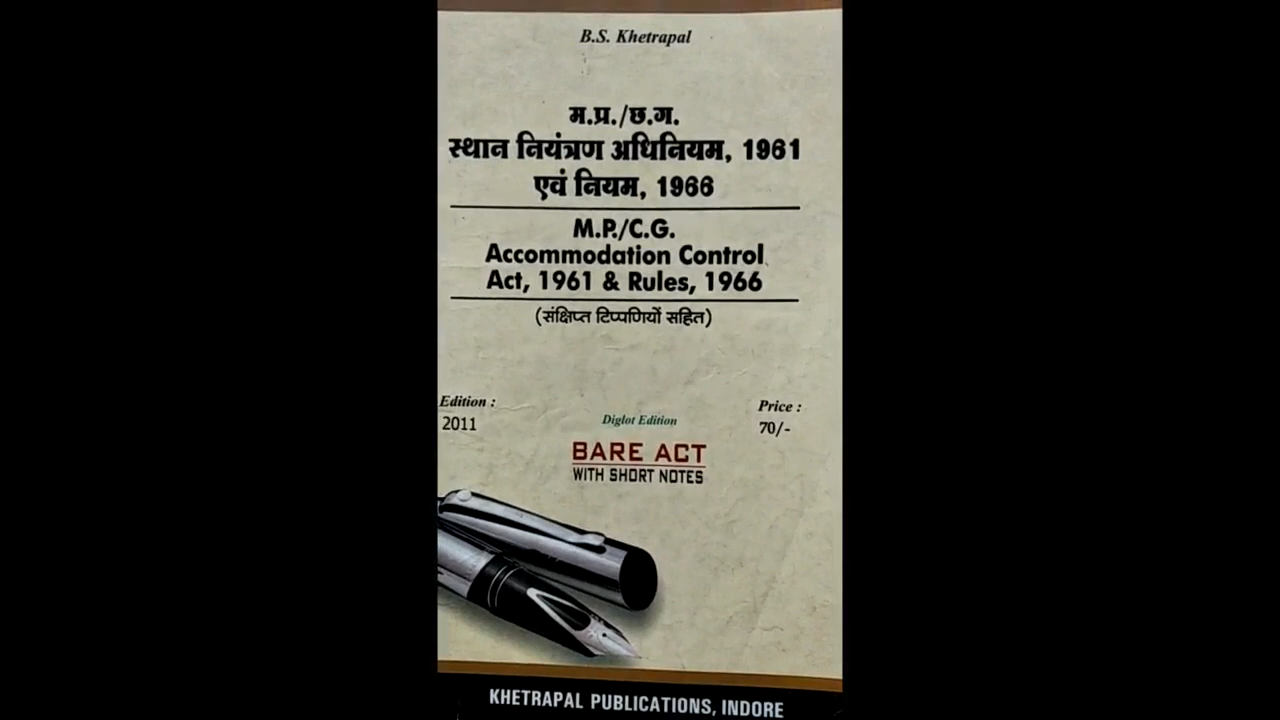 B.S. Khetrapal
म.प्र./छ.ग.
स्थान नियंत्रण अधिनियम, 1961
एवं नियम, 1966
M.P./C.G.
Accommodation Control
Act, 1961 & Rules, 1966
(संक्षिप्त टिप्पणियों सहित)
Edition :
2011
Diglot Edition
Price :
70/-
BARE ACT
WITH SHORT NOTES
KHETRAPAL PUBLICATIONS, INDORE